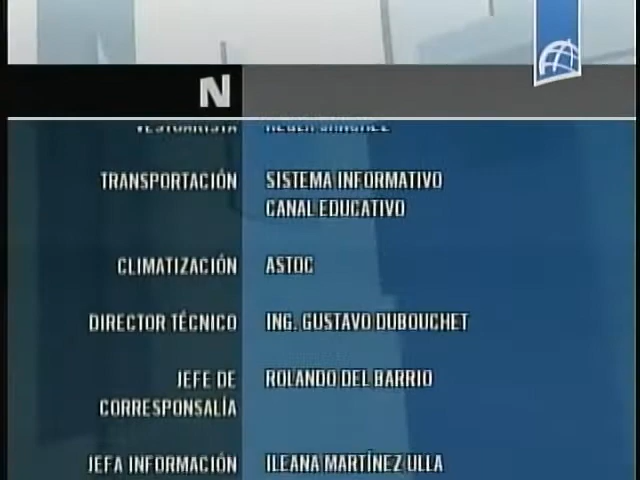 N
VESTUARISTA
TRANSPORTACIÓN SISTEMA INFORMATIVO
CANAL EDUCATIVO
CLIMATIZACIÓN ASTOC
DIRECTOR TÉCNICO ING. GUSTAVO DUBOUCHET
JEFE DE ROLANDO DEL BARRIO
CORRESPONSALÍA
JEFA INFORMACIÓN ILEANA MARTÍNEZ ULLA